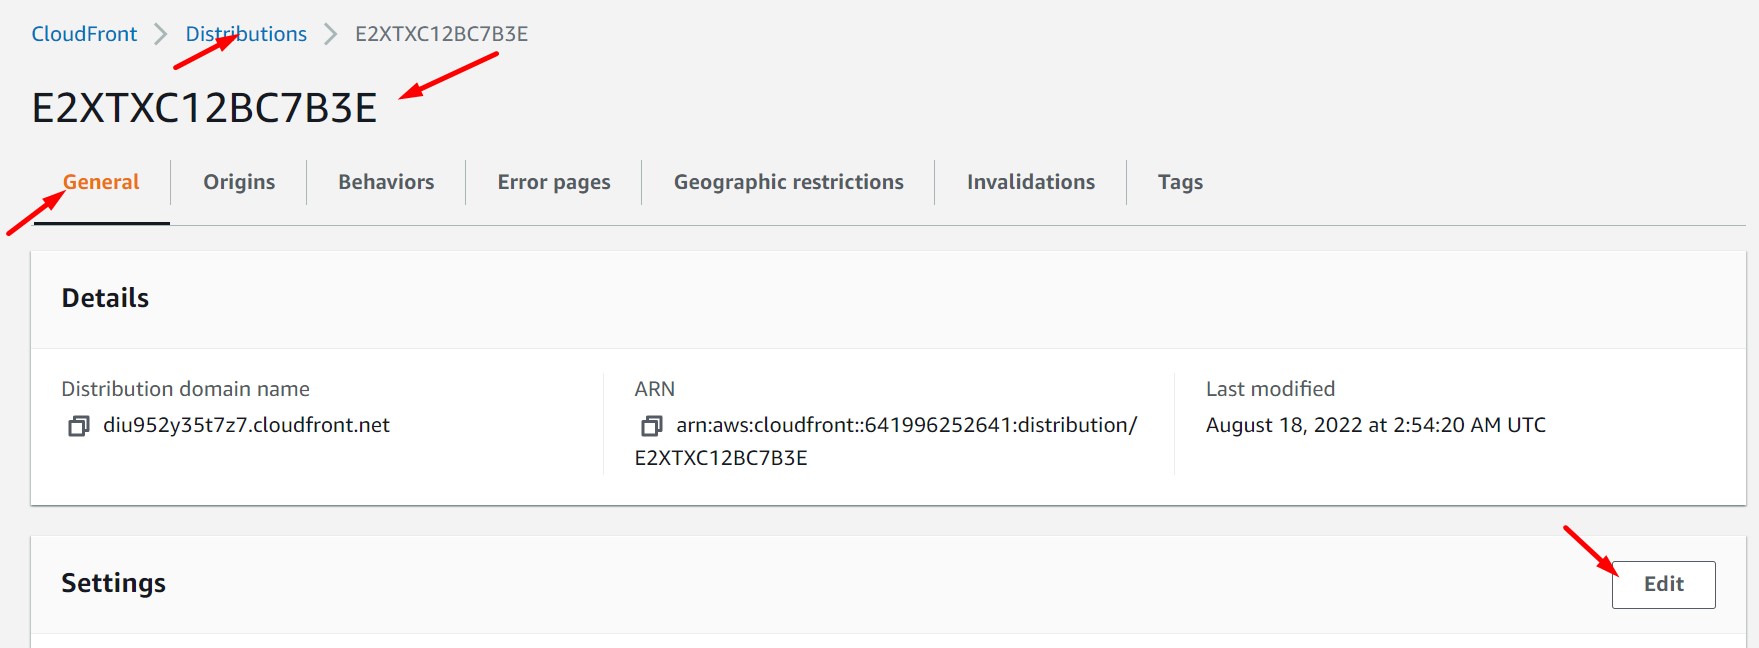 CloudFront > Distributions > E2XTXC12BC7B3E
E2XTXC12BC7B3E
General Origins Behaviors Error pages Geographic restrictions Invalidations Tags
Details
Distribution domain name
diu952y35t7z7.cloudfront.net
ARN
arn:aws:cloudfront::641996252641:distribution/
E2XTXC12BC7B3E
Last modified
August 18, 2022 at 2:54:20 AM UTC
Settings
Edit